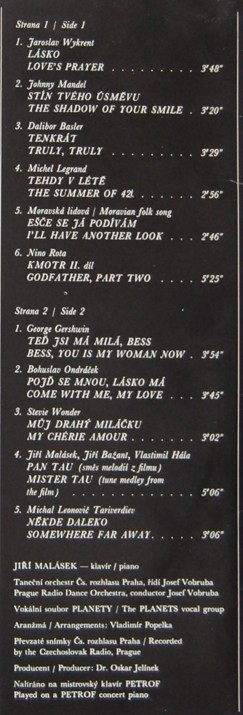 Strana 1 | Side 1
1. Jaroslav Wykrent
LÁSKO
LOVE'S PRAYER . . . . . . . . . . 3'48"
2. Johnny Mandel
STÍN TVÉHO ÚSMĚVU
THE SHADOW OF YOUR SMILE . 3'20"
3. Dalibor Basler
TENKRÁT
TRULY, TRULY . . . . . . . . . . 3'29"
4. Michel Legrand
TEHDY V LÉTĚ
THE SUMMER OF 42. . . . . . . . 2'56"
5. Moravská lidová | Moravian folk song
EŠČE SE JÁ PODÍVÁM
I'LL HAVE ANOTHER LOOK . . . . 2'46"
6. Nino Rota
KMOTR II. díl
GODFATHER, PART TWO . . . . . 5'25"
Strana 2 | Side 2
1. George Gershwin
TEĎ JSI MÁ MILÁ, BESS
BESS, YOU IS MY WOMAN NOW . 3'54"
2. Bohuslav Ondráček
POJĎ SE MNOU, LÁSKO MÁ
COME WITH ME, MY LOVE . . . . 3'45"
3. Stevie Wonder
MŮJ DRAHÝ MILÁČKU
MY CHÉRIE AMOUR . . . . . . . . 3'02"
4. Jiří Malásek, Jiří Bažant, Vlastimil Hála
PAN TAU (směs melodií z filmu)
MISTER TAU (tune medley from
the film) . . . . . . . . . . . . . . . 5'06"
5. Michal Leonovič Tariverdiev
NĚKDE DALEKO
SOMEWHERE FAR AWAY. . . . . . 3'06"
JIŘÍ MALÁSEK — klavír / piano
Taneční orchestr Čs. rozhlasu Praha, řídí Josef Vobruba
Prague Radio Dance Orchestra, conductor Josef Vobruba
Vokální soubor PLANETY / The PLANETS vocal group
Aranžmá / Arrangements: Vladimír Popelka
Převzaté snímky Čs. rozhlasu Praha / Recorded
by the Czechoslovak Radio, Prague
Producent / Producer: Dr. Oskar Jelínek
Nahráno na mistrovský klavír PETROF
Played on a PETROF concert piano